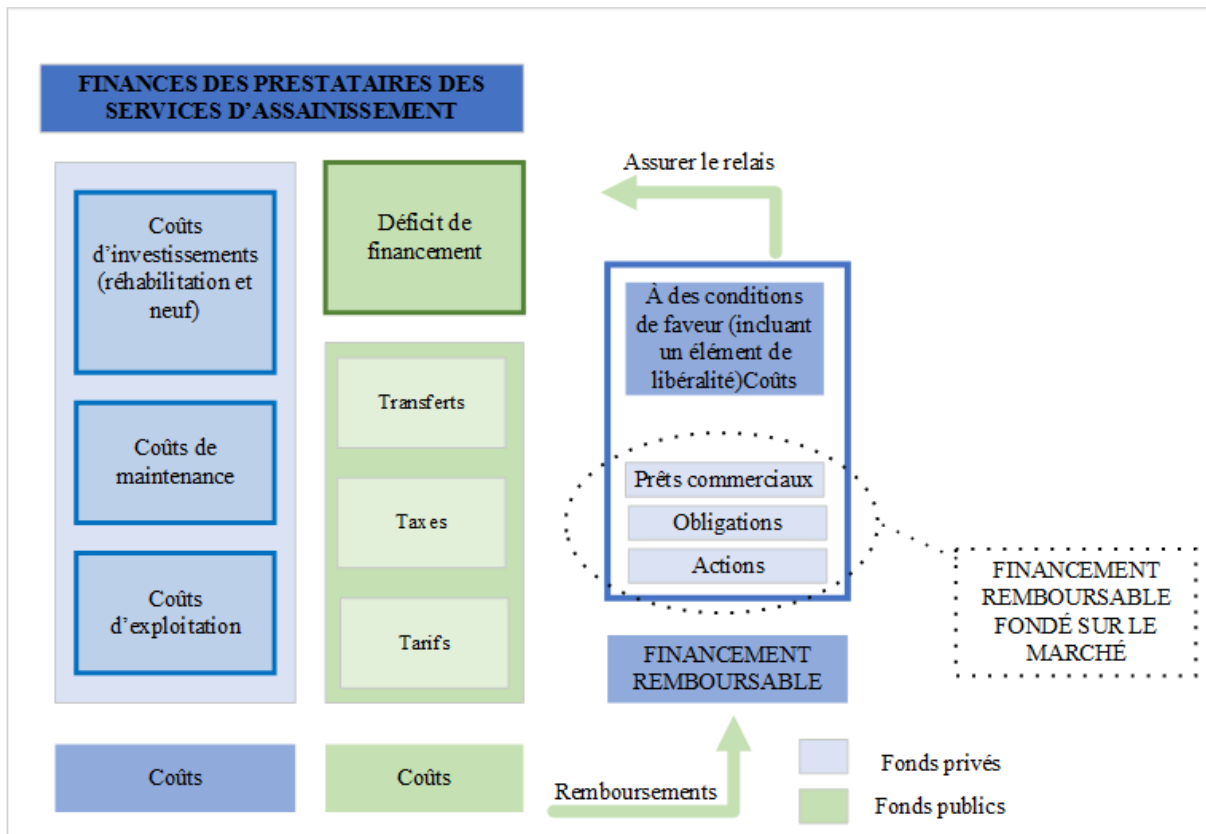 FINANCES DES PRESTATAIRES DES
SERVICES D'ASSAINISSEMENT
Coûts
d'investissements
(réhabilitation et
neuf)
Coûts de
maintenance
Coûts
d'exploitation
Coûts
Déficit de
financement
Transferts
Taxes
Tarifs
Coûts
Assurer le relais
À des conditions
de faveur (incluant
un élément de
libéralité)Coûts
Prêts commerciaux
Obligations
Actions
FINANCEMENT
REMBOURSABLE
Remboursements
FINANCEMENT
REMBOURSABLE
FONDÉ SUR LE
MARCHÉ
Fonds privés
Fonds publics